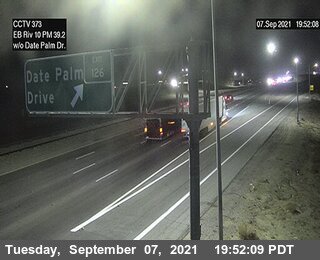 CCTV 373
EB Riv 10 PM 39.2
w/o Date Palm Dr.
07.Sep.2021 19:52:08
EXIT
126
Date Palm
Drive
Tuesday, September 07, 2021 19:52:09 PDT